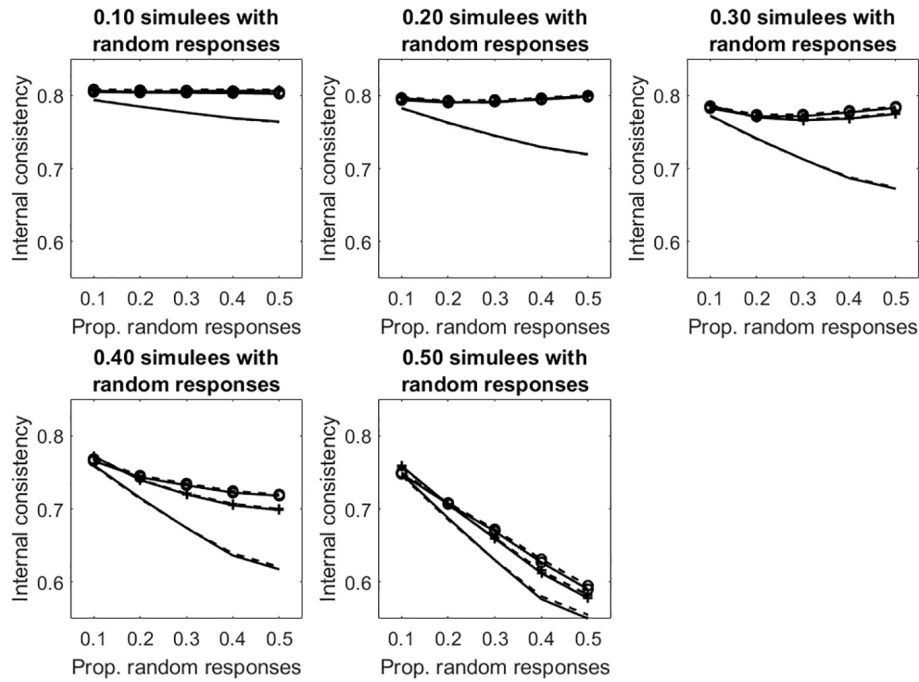 0.10 simulees with
random responses
Internal consistency
0.8
0.7
0.6
0.1 0.2 0.3 0.4 0.5
Prop. random responses
0.20 simulees with
random responses
Internal consistency
0.8
0.7
0.6
0.1 0.2 0.3 0.4 0.5
Prop. random responses
0.30 simulees with
random responses
Internal consistency
0.8
0.7
0.6
0.1 0.2 0.3 0.4 0.5
Prop. random responses
0.40 simulees with
random responses
Internal consistency
0.8
0.7
0.6
0.1 0.2 0.3 0.4 0.5
Prop. random responses
0.50 simulees with
random responses
Internal consistency
0.8
0.7
0.6
0.1 0.2 0.3 0.4 0.5
Prop. random responses